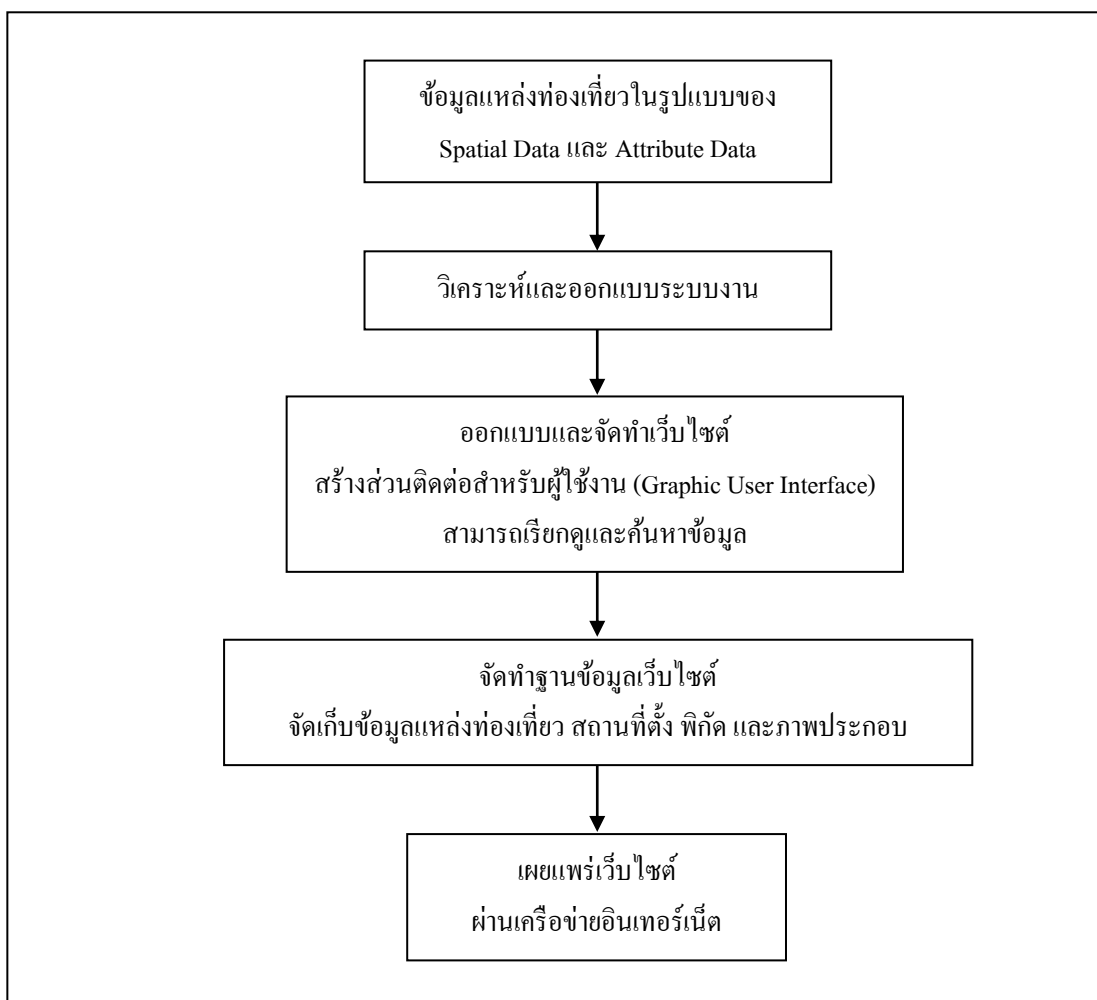 ข้อมูลแหล่งท่องเที่ยวในรูปแบบของ
Spatial Data และ Attribute Data
วิเคราะห์และออกแบบระบบงาน
ออกแบบและจัดทำเว็บไซต์
สร้างส่วนติดต่อสำหรับผู้ใช้งาน (Graphic User Interface)
สามารถเรียกดูและค้นหาข้อมูล
จัดทำฐานข้อมูลเว็บไซต์
จัดเก็บข้อมูลแหล่งท่องเที่ยว สถานที่ตั้ง พิกัด และภาพประกอบ
เผยแพร่เว็บไซต์
ผ่านเครือข่ายอินเทอร์เน็ต